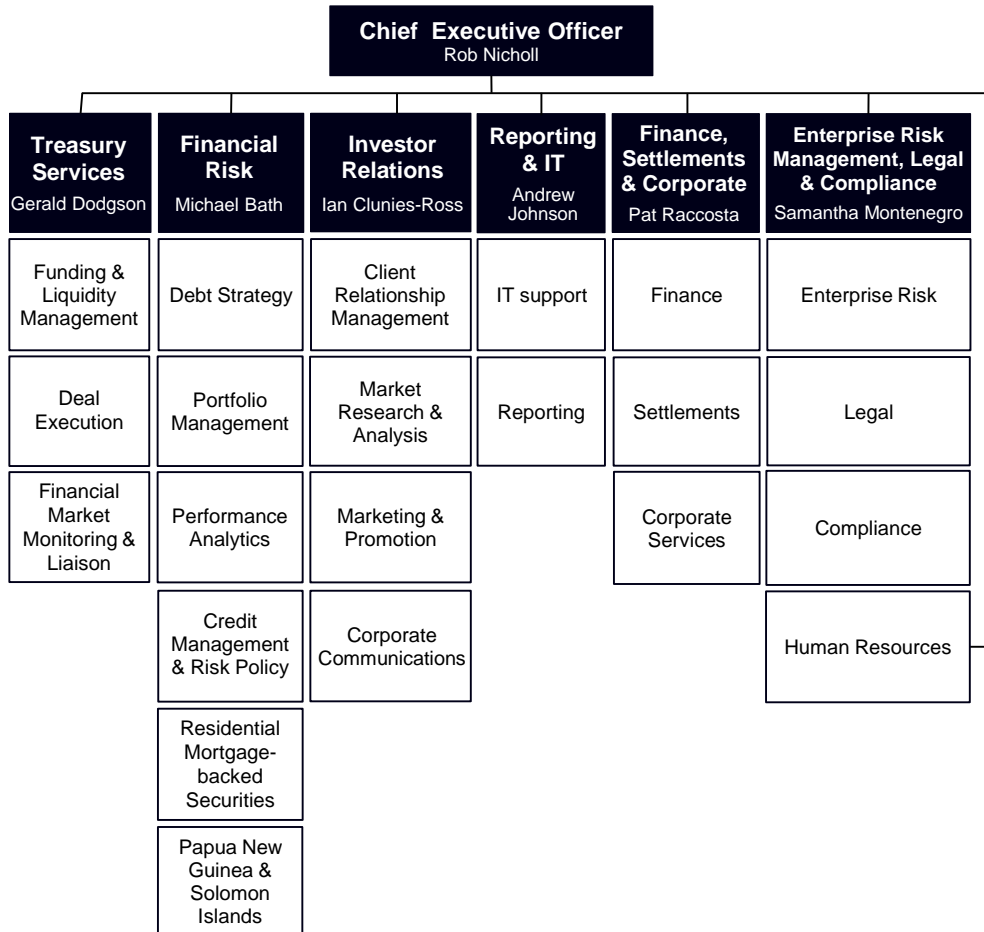 Chief Executive Officer
Rob Nicholl
Treasury
Services
Gerald Dodgson
Financial
Risk
Michael Bath
Investor
Relations
Ian Clunies-Ross
Reporting
& IT
Andrew
Johnson
Finance,
Settlements
& Corporate
Pat Raccosta
Enterprise Risk
Management, Legal
& Compliance
Samantha Montenegro
Funding &
Liquidity
Management
Debt Strategy
Client
Relationship
Management
IT support
Finance
Enterprise Risk
Deal
Execution
Portfolio
Management
Market
Research &
Analysis
Reporting
Settlements
Legal
Financial
Market
Monitoring &
Liaison
Performance
Analytics
Marketing &
Promotion
Corporate
Services
Compliance
Credit
Management
& Risk Policy
Corporate
Communications
Human Resources
Residential
Mortgage-
backed
Securities
Papua New
Guinea &
Solomon
Islands